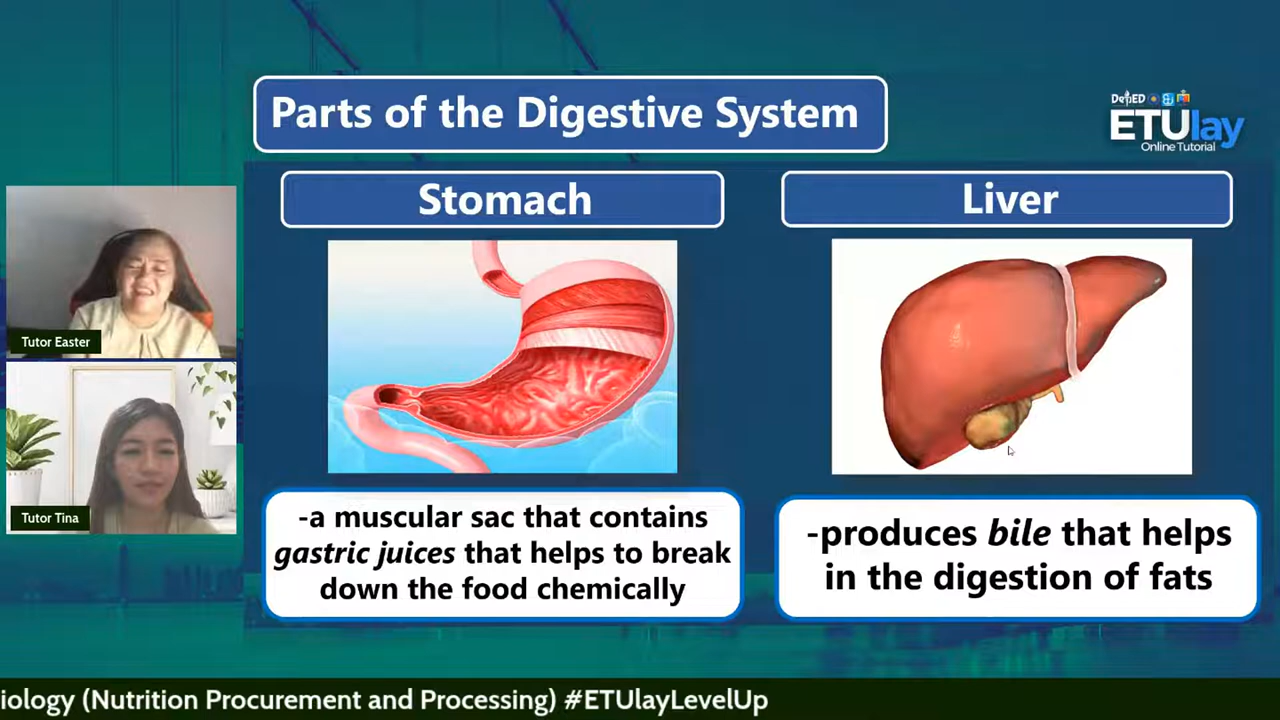 Parts of the Digestive System
DepED
ETUlay
Online Tutorial
Stomach
Liver
Tutor Easter
Tutor Tina
-a muscular sac that contains
gastric juices that helps to break
down the food chemically
-produces bile that helps
in the digestion of fats
iology (Nutrition Procurement and Processing) #ETUlayLevelUp